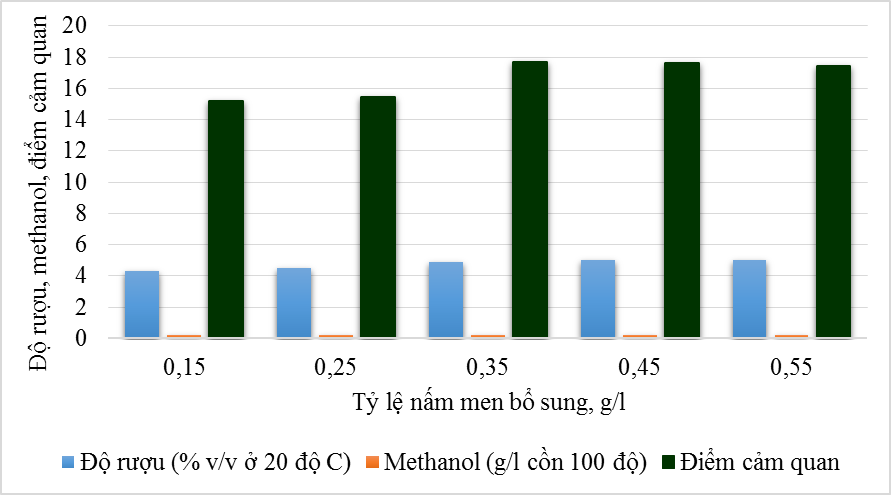 Độ rượu, methanol, điểm cảm quan
20
18
16
14
12
10
8
6
4
2
0
0,15 0,25 0,35 0,45 0,55
Tỷ lệ nấm men bổ sung, g/l
Độ rượu (% v/v ở 20 độ C) Methanol (g/l cồn 100 độ) Điểm cảm quan